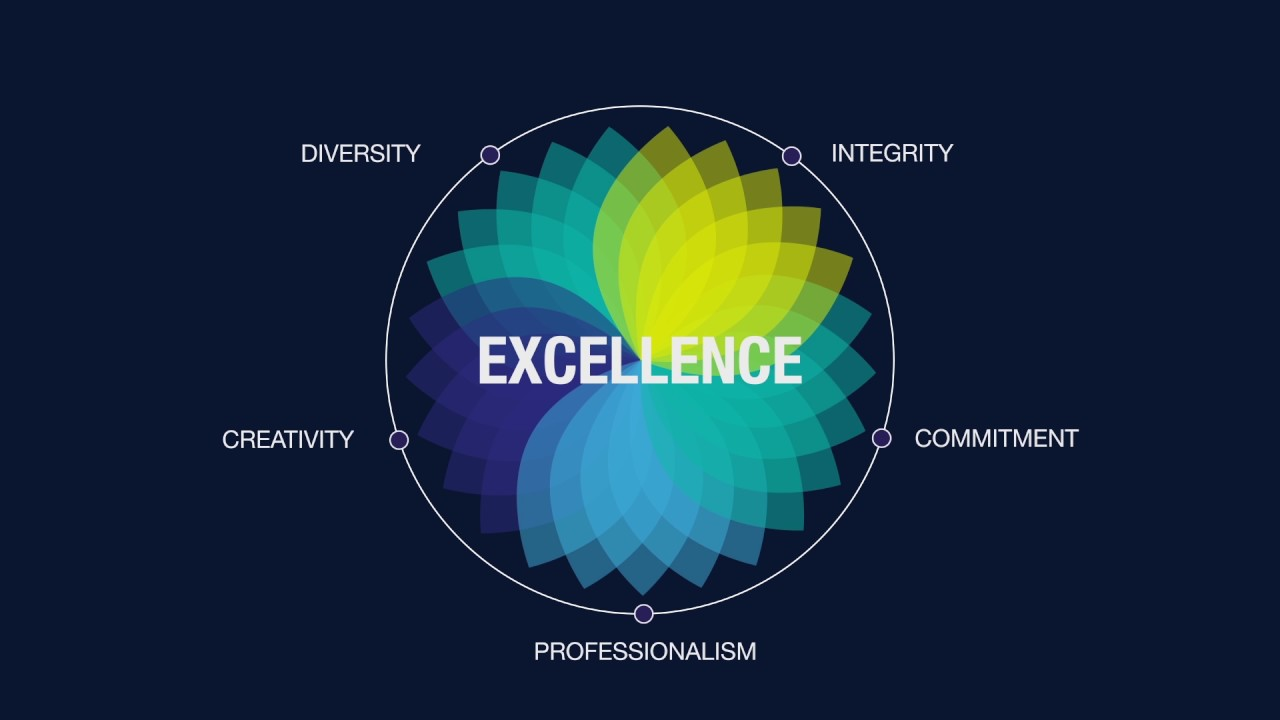 DIVERSITY
INTEGRITY
EXCELLENCE
CREATIVITY
COMMITMENT
PROFESSIONALISM